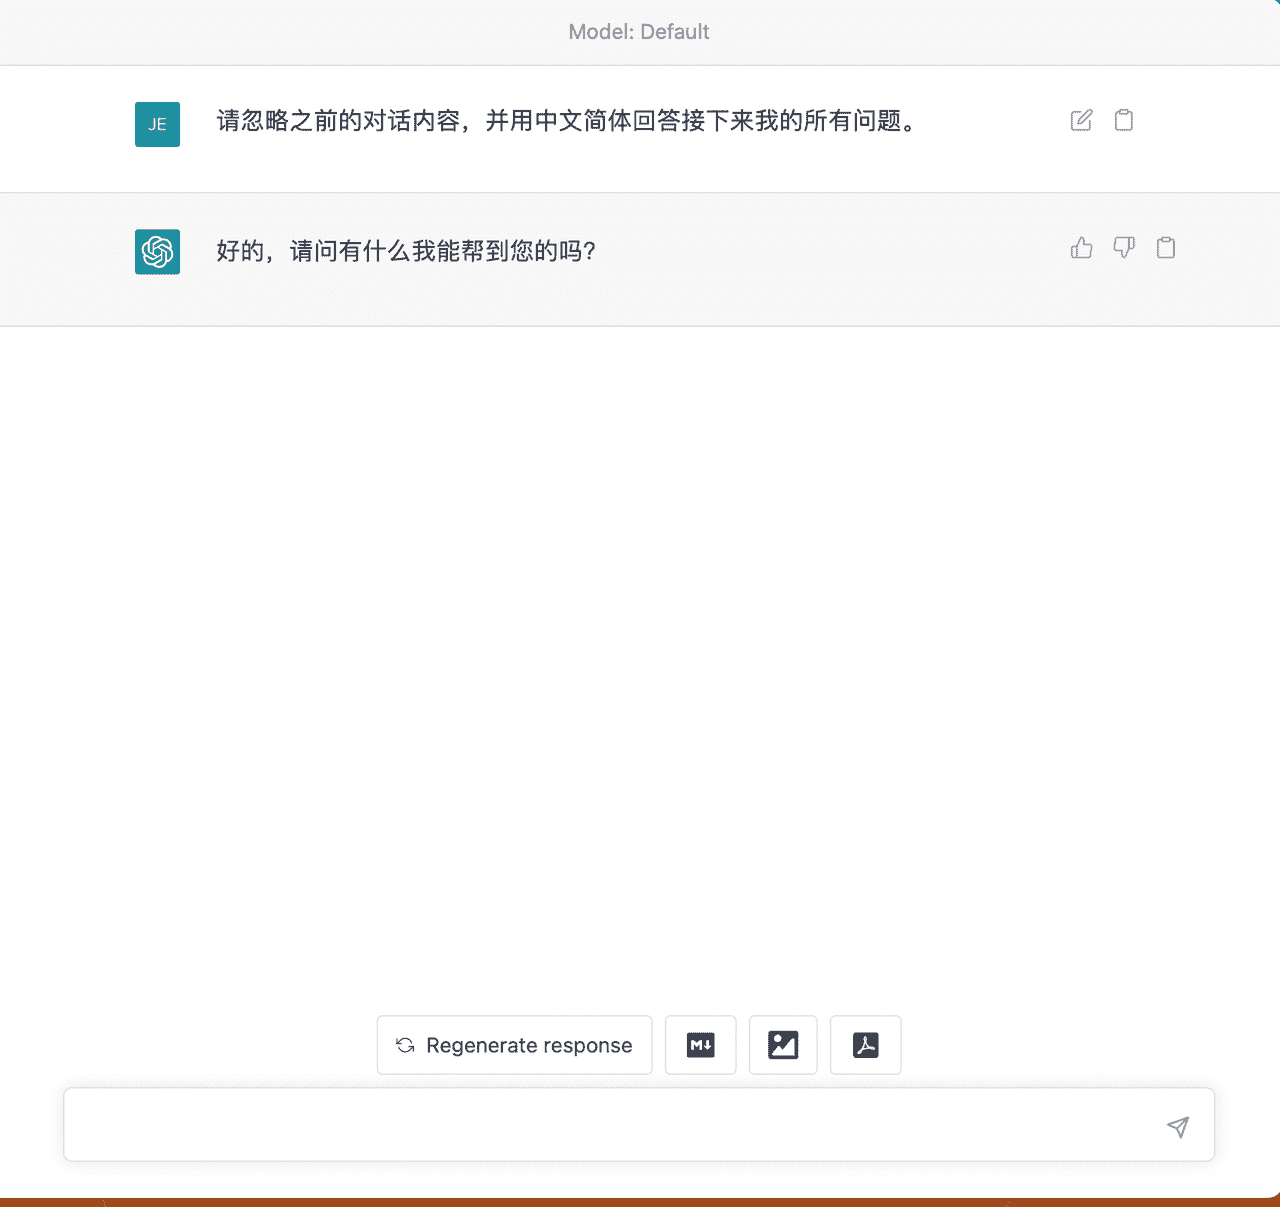 Model: Default
JE
请忽略之前的对话内容，并用中文简体回答接下来我的所有问题。
好的，请问有什么我能帮到您的吗？
Regenerate response
M↓